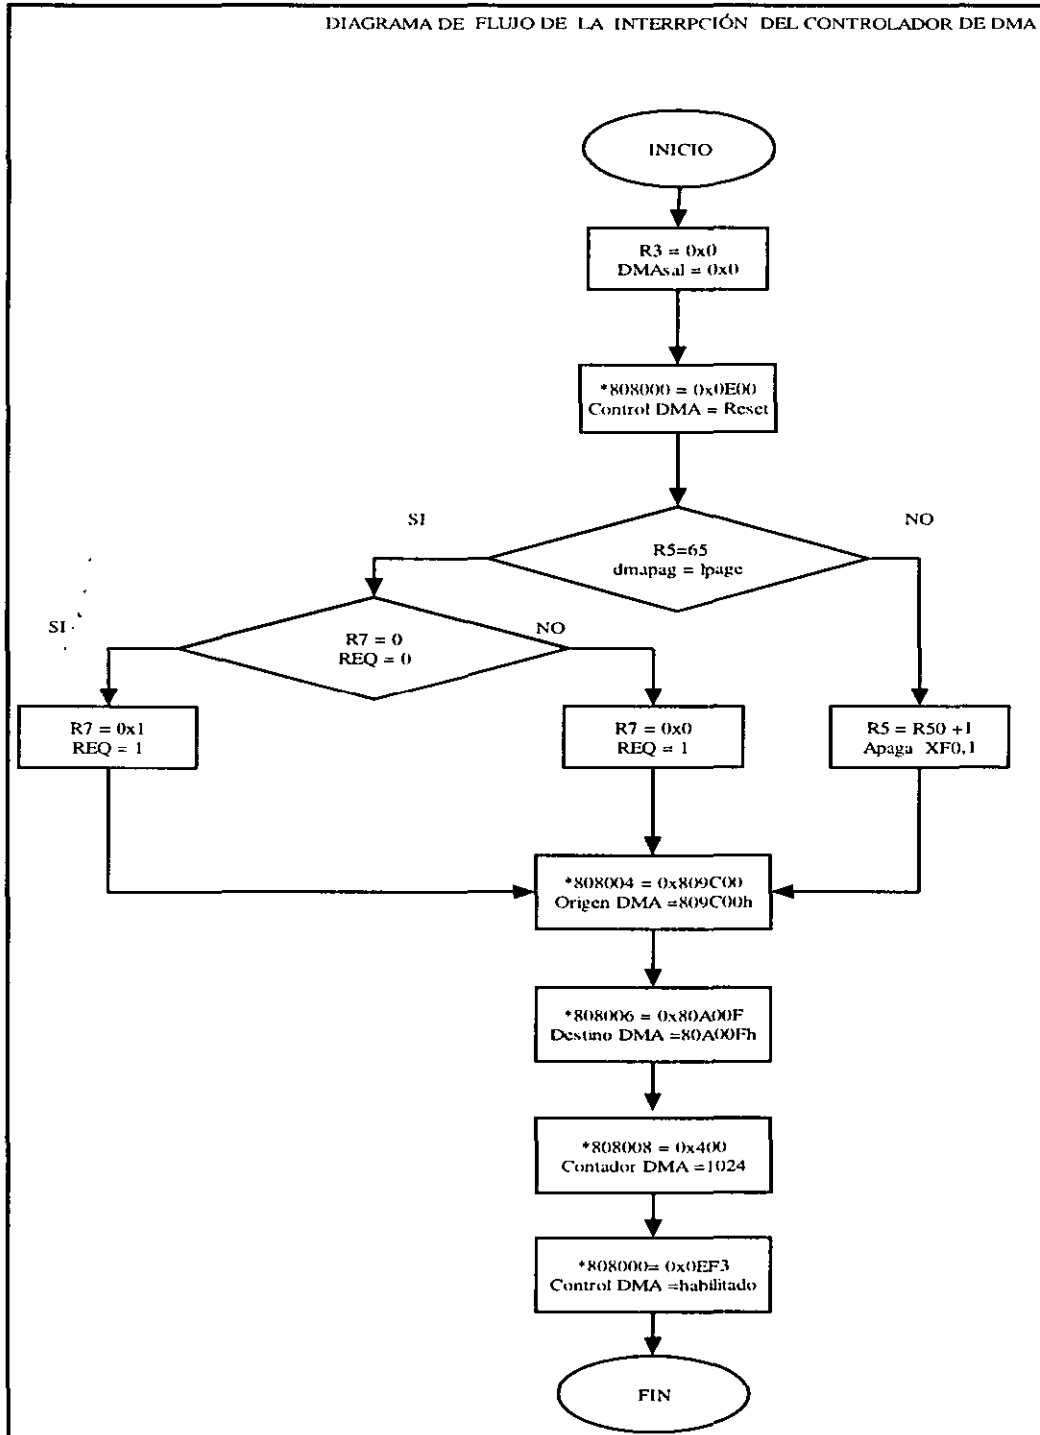 DIAGRAMA DE FLUJO DE LA INTERRPCIÓN DEL CONTROLADOR DE DMA
INICIO
R3 = 0x0
DMAsal = 0x0
*808000 = 0x0E00
Control DMA = Reset
SI
NO
R5=65
dmapag = lpage
SI
NO
R7 = 0
REQ = 0
R7 = 0x1
REQ = 1
R7 = 0x0
REQ = 1
R5 = R50 +1
Apaga XF0,1
*808004 = 0x809C00
Origen DMA =809C00h
*808006 = 0x80A00F
Destino DMA =80A00Fh
*808008 = 0x400
Contador DMA =1024
*808000= 0x0EF3
Control DMA =habilitado
FIN